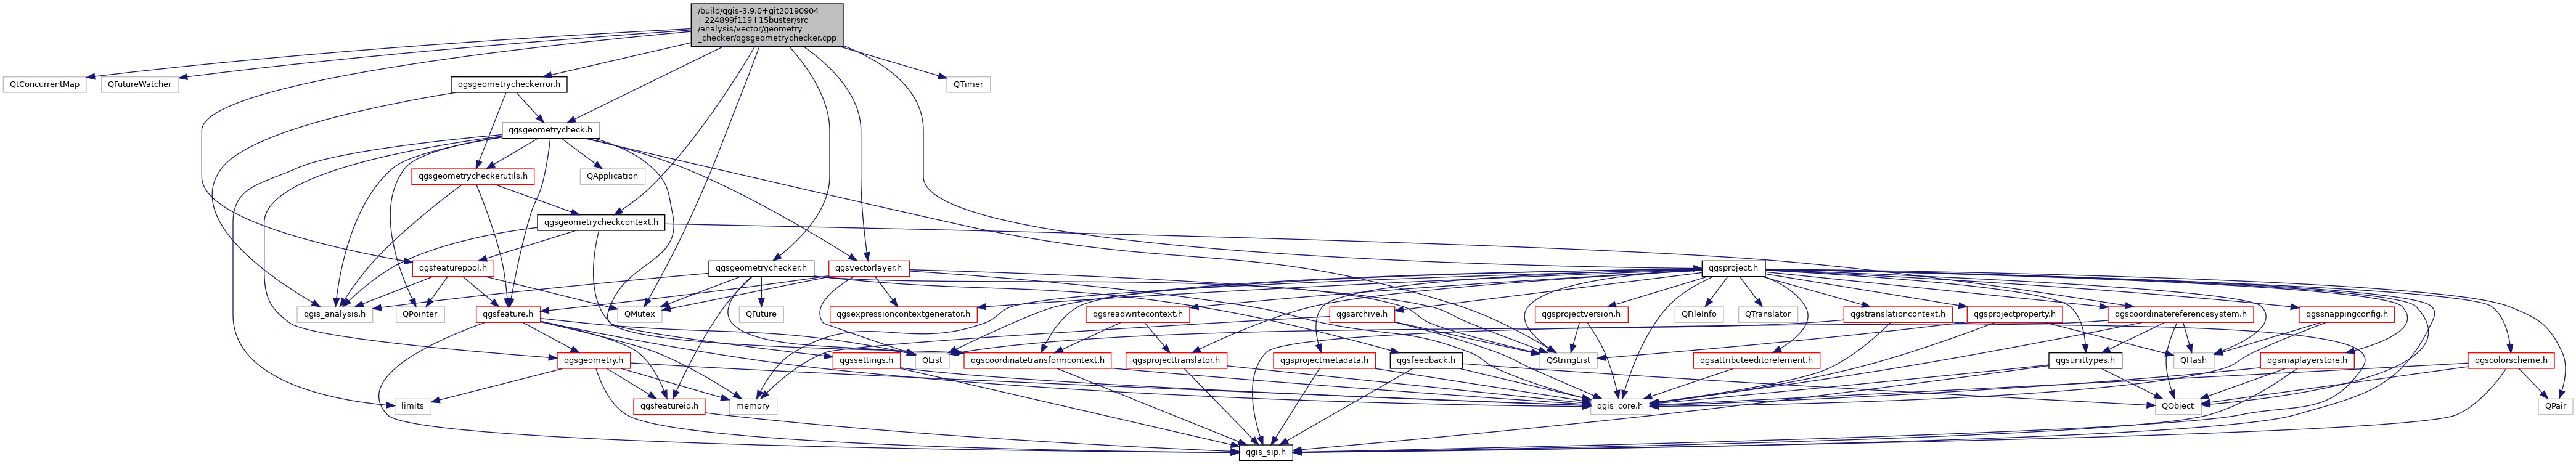 /build/qgis-3.9.0+git20190904
+224899f119+15buster/src
/analysis/vector/geometry
_checker/qgsgeometrychecker.cpp
QtConcurrentMap
QFutureWatcher
qgsgeometrycheckerror.h
QTimer
qgsgeometrycheck.h
qgsgeometrycheckerutils.h
QApplication
qgsgeometrycheckcontext.h
qgsfeaturepool.h
qgsgeometrychecker.h
qgsvectorlayer.h
qgsproject.h
qgis_analysis.h
QPointer
qgsfeature.h
QMutex
QFuture
qgsexpressioncontextgenerator.h
qgsreadwritecontext.h
qgsarchive.h
qgsprojectversion.h
QFileInfo
QTranslator
qgstranslationcontext.h
qgsprojectproperty.h
qgscoordinatereferencesystem.h
qgssnappingconfig.h
qgsgeometry.h
qgssettings.h
QList
qgscoordinatetransformcontext.h
qgsprojecttranslator.h
qgsprojectmetadata.h
qgsfeedback.h
QStringList
qgsattributeeditorelement.h
qgsunittypes.h
QHash
qgsmaplayerstore.h
qgscolorscheme.h
limits
qgsfeatureid.h
memory
qgis_core.h
QObject
QPair
qgis_sip.h